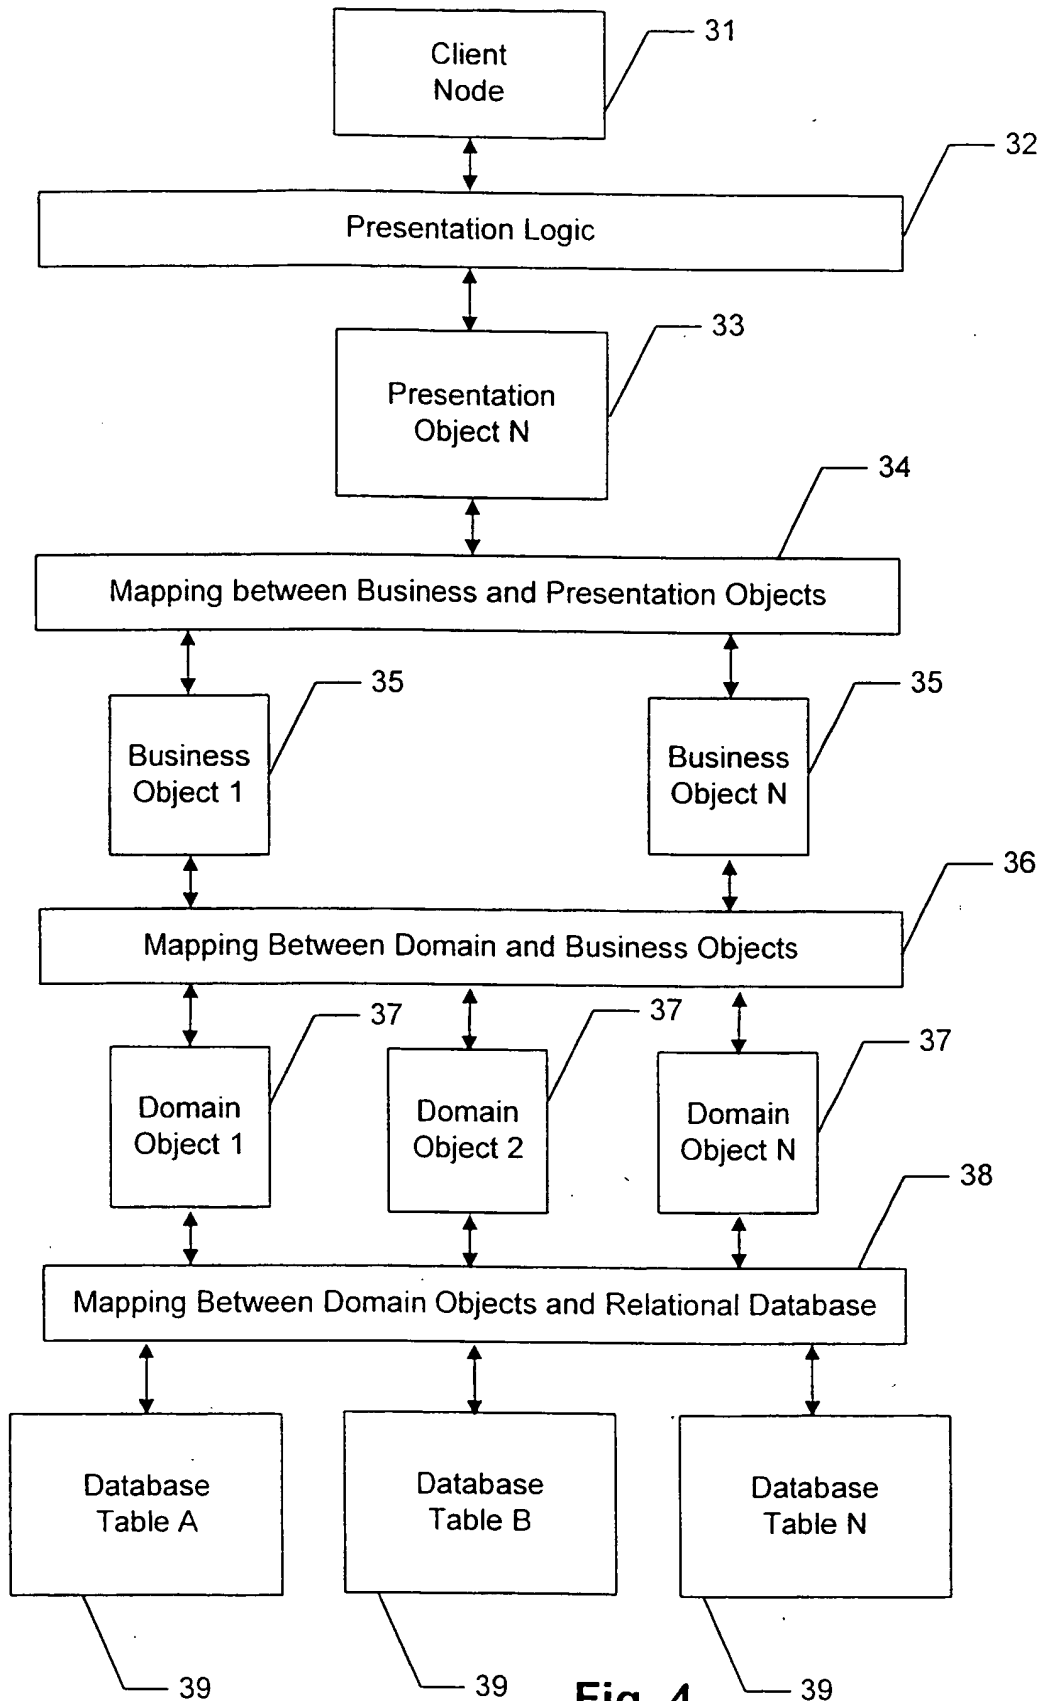 31
Client
Node
32
Presentation Logic
33
Presentation
Object N
34
Mapping between Business and Presentation Objects
35
35
Business
Object 1
Business
Object N
36
Mapping Between Domain and Business Objects
37
37
37
Domain
Object 1
Domain
Object 2
Domain
Object N
38
Mapping Between Domain Objects and Relational Database
Database
Table A
Database
Table B
Database
Table N
39
39
39
Fig. 4